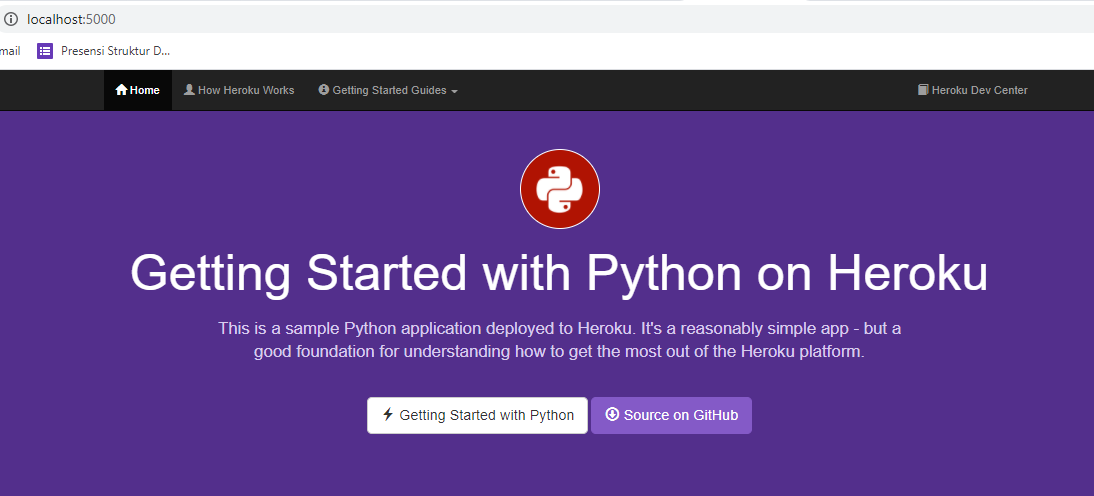 localhost:5000
mail Presensi Struktur D...
Home How Heroku Works Getting Started Guides Heroku Dev Center
Getting Started with Python on Heroku
This is a sample Python application deployed to Heroku. It's a reasonably simple app - but a
good foundation for understanding how to get the most out of the Heroku platform.
Getting Started with Python Source on GitHub